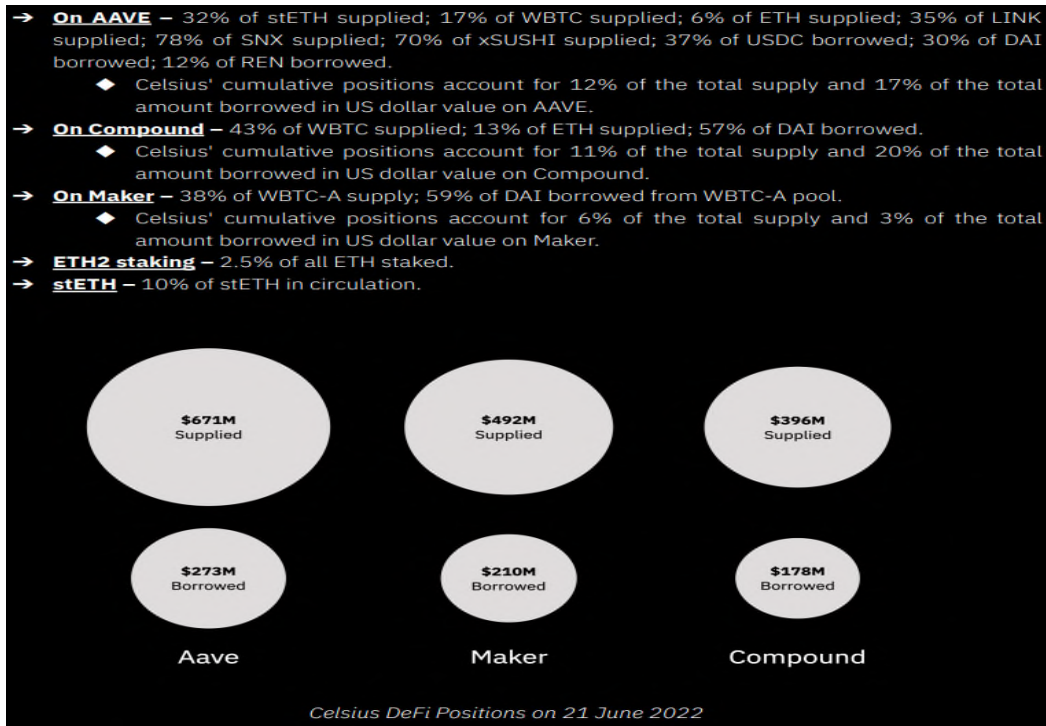 ➔ On AAVE – 32% of stETH supplied; 17% of WBTC supplied; 6% of ETH supplied; 35% of LINK
supplied; 78% of SNX supplied; 70% of xSUSHI supplied; 37% of USDC borrowed; 30% of DAI
borrowed; 12% of REN borrowed.
◆ Celsius' cumulative positions account for 12% of the total supply and 17% of the total
amount borrowed in US dollar value on AAVE.
➔ On Compound – 43% of WBTC supplied; 13% of ETH supplied; 57% of DAI borrowed.
◆ Celsius' cumulative positions account for 11% of the total supply and 20% of the total
amount borrowed in US dollar value on Compound.
➔ On Maker – 38% of WBTC-A supply; 59% of DAI borrowed from WBTC-A pool.
◆ Celsius' cumulative positions account for 6% of the total supply and 3% of the total
amount borrowed in US dollar value on Maker.
➔ ETH2 staking – 2.5% of all ETH staked.
➔ stETH – 10% of stETH in circulation.
$671M
Supplied
$492M
Supplied
$396M
Supplied
$273M
Borrowed
$210M
Borrowed
$178M
Borrowed
Aave
Maker
Compound
Celsius DeFi Positions on 21 June 2022